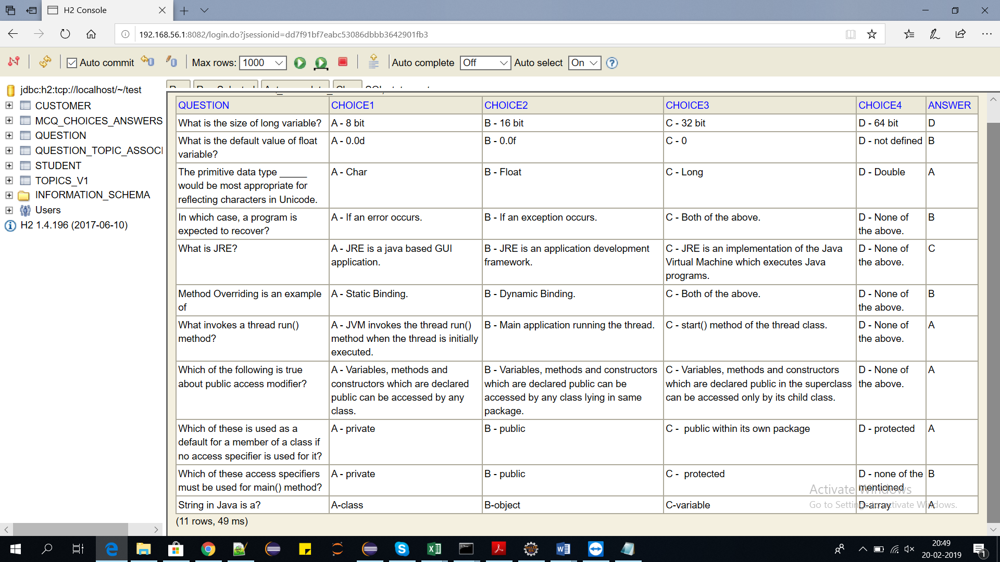 H2 Console
192.168.56.1:8082/login.do?jsessionid=dd7f91bf7eabc53086dbbb3642901fb3
Auto commit Max rows: 1000 Auto complete Off Auto select On
jdbc:h2:tcp://localhost/~/test
CUSTOMER
MCQ_CHOICES_ANSWERS
QUESTION
QUESTION_TOPIC_ASSOCI
STUDENT
TOPICS_V1
INFORMATION_SCHEMA
Users
H2 1.4.196 (2017-06-10)
QUESTION CHOICE1 CHOICE2 CHOICE3 CHOICE4 ANSWER
What is the size of long variable? A - 8 bit B - 16 bit C - 32 bit D - 64 bit D
What is the default value of float A - 0.0d B - 0.0f C - 0 D - not defined B
variable?
The primitive data type _____ A - Char B - Float C - Long D - Double A
would be most appropriate for
reflecting characters in Unicode.
In which case, a program is A - If an error occurs. B - If an exception occurs. C - Both of the above. D - None of B
expected to recover? the above.
What is JRE? A - JRE is a java based GUI B - JRE is an application development C - JRE is an implementation of the Java D - None of C
application. framework. Virtual Machine which executes Java the above.
programs.
Method Overriding is an example A - Static Binding. B - Dynamic Binding. C - Both of the above. D - None of B
of the above.
What invokes a thread run() A - JVM invokes the thread run() B - Main application running the thread. C - start() method of the thread class. D - None of A
method? method when the thread is initially the above.
executed.
Which of the following is true A - Variables, methods and B - Variables, methods and constructors C - Variables, methods and constructors D - None of A
about public access modifier? constructors which are declared which are declared public can be which are declared public in the superclass the above.
public can be accessed by any accessed by any class lying in same can be accessed only by its child class.
class. package.
Which of these is used as a A - private B - public C - public within its own package D - protected A
default for a member of a class if
no access specifier is used for it?
Which of these access specifiers A - private B - public C - protected D - none of the B
must be used for main() method? mentioned
String in Java is a? A-class B-object C-variable D-array A
(11 rows, 49 ms)
Activate Windows
Go to Settings to activate Windows.
20:49
20-02-2019
1